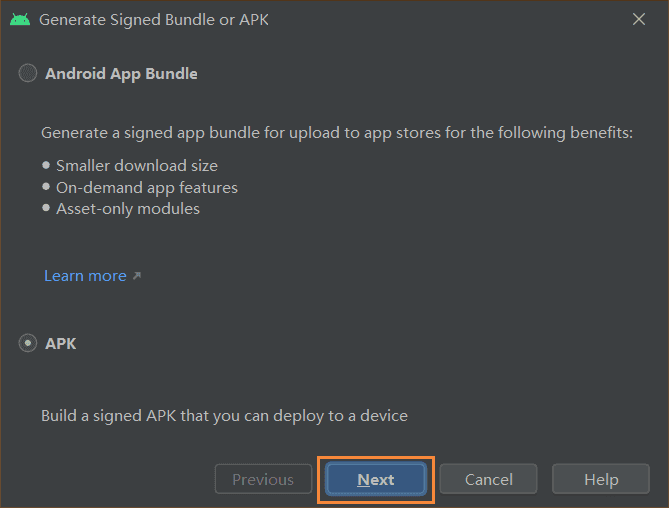 Generate Signed Bundle or APK
Android App Bundle
Generate a signed app bundle for upload to app stores for the following benefits:
Smaller download size
On-demand app features
Asset-only modules
Learn more
APK
Build a signed APK that you can deploy to a device
Previous Next Cancel Help